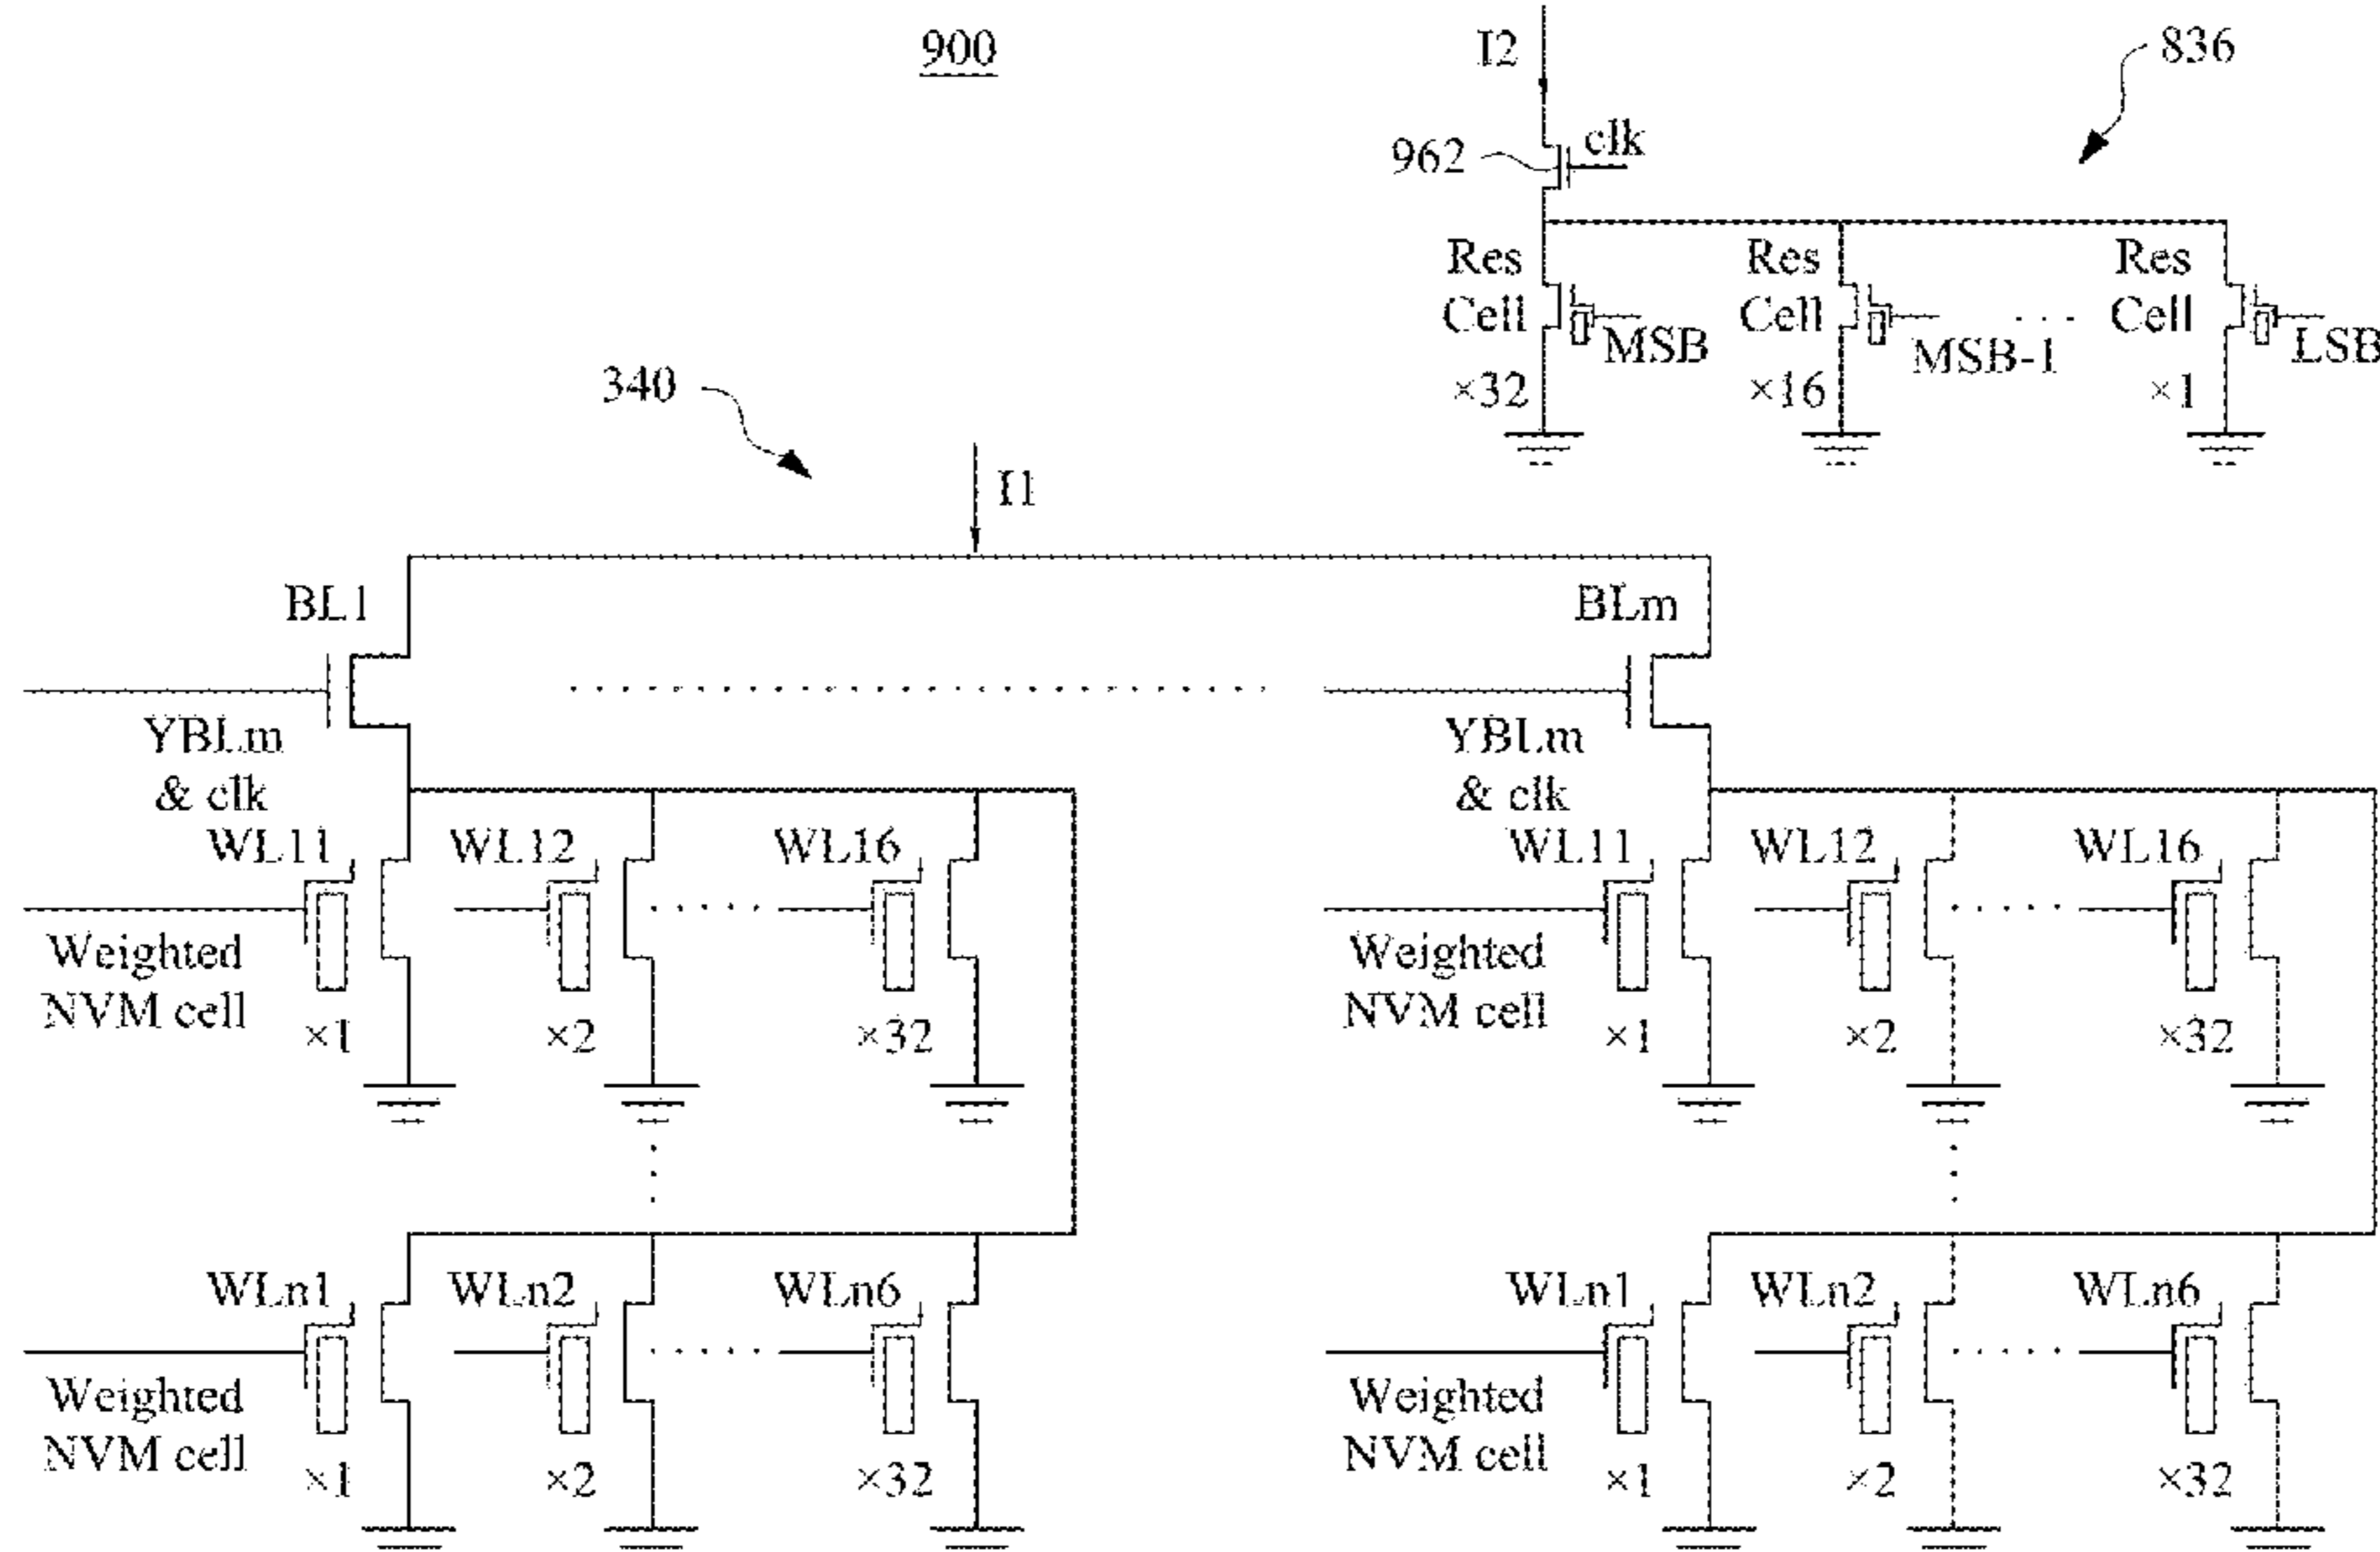 900
I2
836
962
clk
Res Cell
×32
MSB
Res Cell
×16
MSB-1
Res Cell
×1
LSB
340
I1
BL1
BLm
YBLm
& clk
YBLm
& clk
WL11
WL12
WL16
WL11
WL12
WL16
Weighted
NVM cell
×1
×2
×32
Weighted
NVM cell
×1
×2
×32
WLn1
WLn2
WLn6
WLn1
WLn2
WLn6
Weighted
NVM cell
×1
×2
×32
Weighted
NVM cell
×1
×2
×32